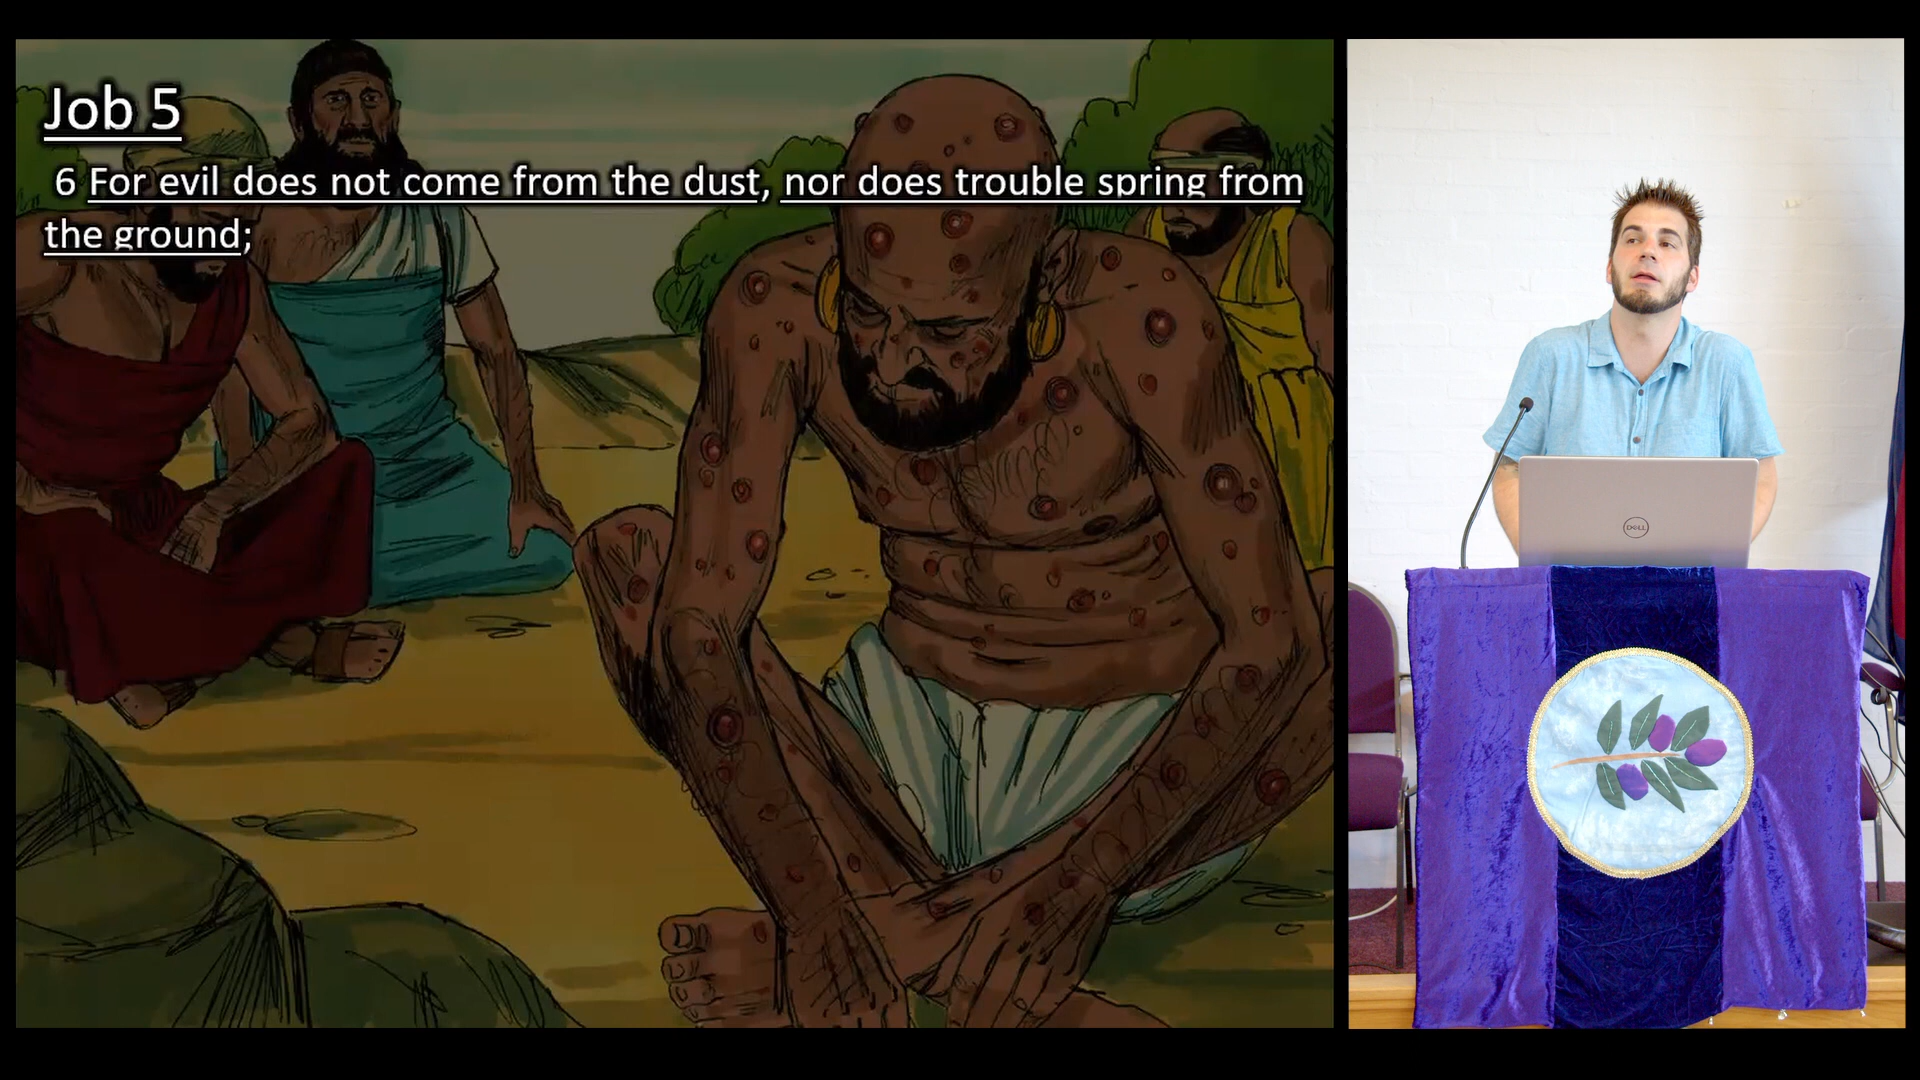 Job 5
6 For evil does not come from the dust, nor does trouble spring from
the ground;
DELL